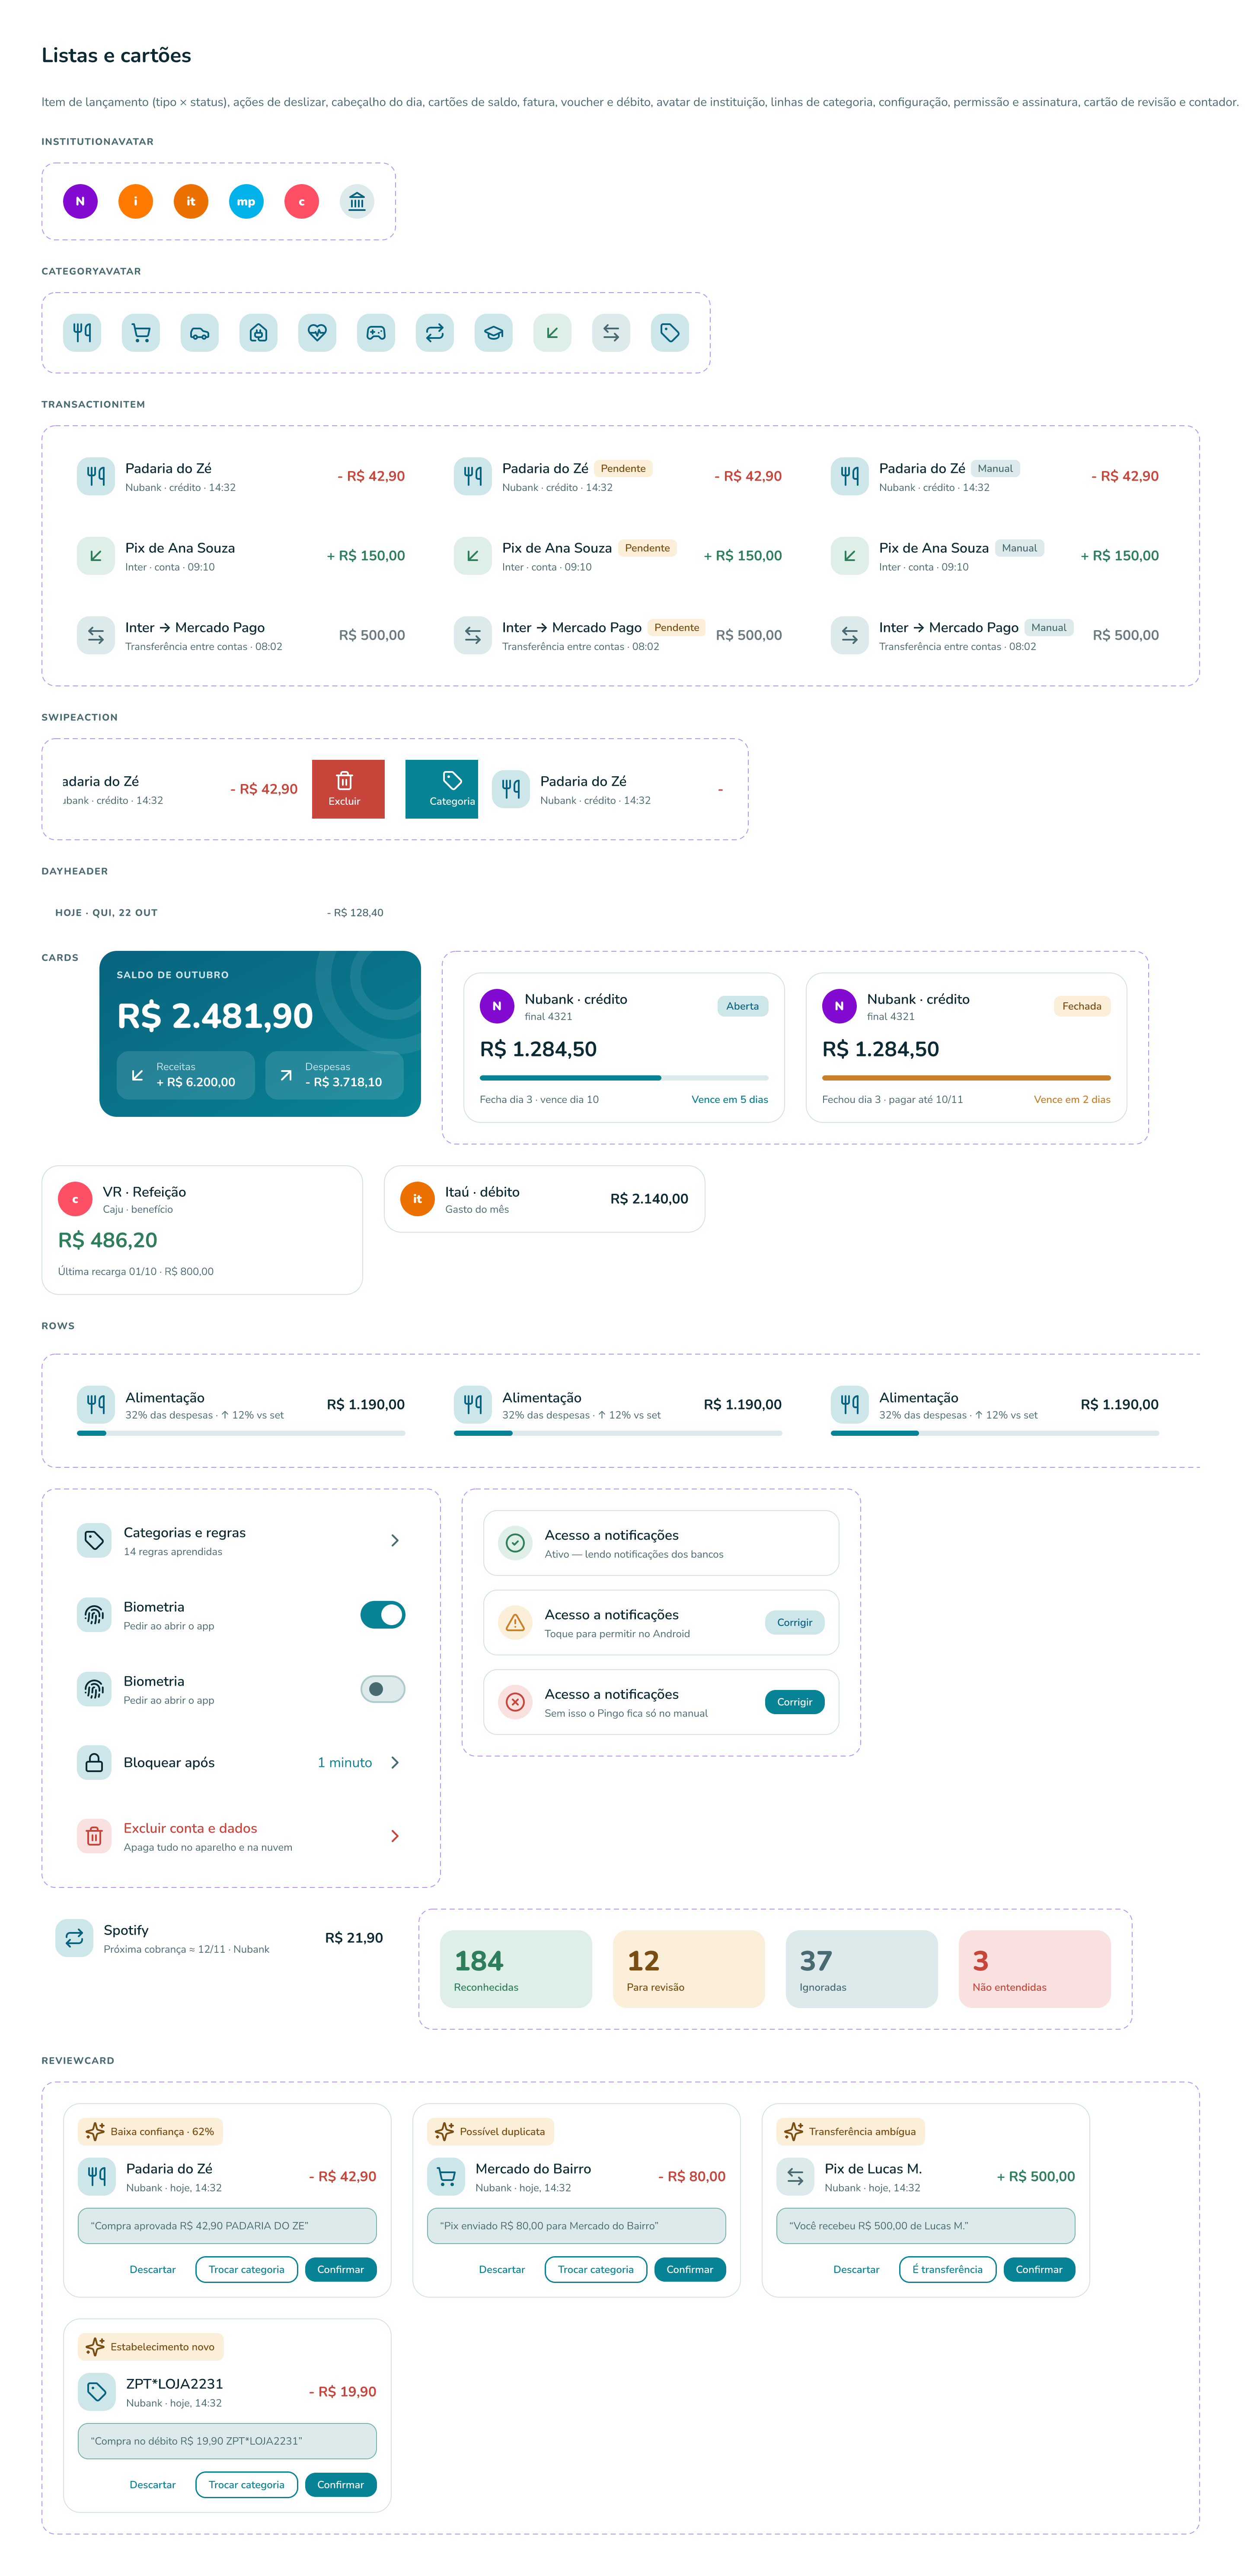 Listas e cartões
Item de lançamento (tipo × status), ações de deslizar, cabeçalho do dia, cartões de saldo, fatura, voucher e débito, avatar de instituição, linhas de categoria, configuração, permissão e assinatura, cartão de revisão e contador.
INSTITUTIONAVATAR
N i it mp c
CATEGORYAVATAR
TRANSACTIONITEM
Padaria do Zé
Nubank · crédito · 14:32
- R$ 42,90
Padaria do Zé Pendente
Nubank · crédito · 14:32
- R$ 42,90
Padaria do Zé Manual
Nubank · crédito · 14:32
- R$ 42,90
Pix de Ana Souza
Inter · conta · 09:10
+ R$ 150,00
Pix de Ana Souza Pendente
Inter · conta · 09:10
+ R$ 150,00
Pix de Ana Souza Manual
Inter · conta · 09:10
+ R$ 150,00
Inter → Mercado Pago
Transferência entre contas · 08:02
R$ 500,00
Inter → Mercado Pago Pendente
Transferência entre contas · 08:02
R$ 500,00
Inter → Mercado Pago Manual
Transferência entre contas · 08:02
R$ 500,00
SWIPEACTION
adaria do Zé
ubank · crédito · 14:32
- R$ 42,90
Excluir
Categoria
Padaria do Zé
Nubank · crédito · 14:32
-
DAYHEADER
HOJE · QUI, 22 OUT - R$ 128,40
CARDS
SALDO DE OUTUBRO
R$ 2.481,90
Receitas
+ R$ 6.200,00
Despesas
- R$ 3.718,10
N
Nubank · crédito
final 4321
Aberta
R$ 1.284,50
Fecha dia 3 · vence dia 10 Vence em 5 dias
N
Nubank · crédito
final 4321
Fechada
R$ 1.284,50
Fechou dia 3 · pagar até 10/11 Vence em 2 dias
c
VR · Refeição
Caju · benefício
R$ 486,20
Última recarga 01/10 · R$ 800,00
it
Itaú · débito
Gasto do mês
R$ 2.140,00
ROWS
Alimentação
32% das despesas · ↑ 12% vs set
R$ 1.190,00
Alimentação
32% das despesas · ↑ 12% vs set
R$ 1.190,00
Alimentação
32% das despesas · ↑ 12% vs set
R$ 1.190,00
Categorias e regras
14 regras aprendidas
Biometria
Pedir ao abrir o app
Biometria
Pedir ao abrir o app
Bloquear após 1 minuto
Excluir conta e dados
Apaga tudo no aparelho e na nuvem
Acesso a notificações
Ativo — lendo notificações dos bancos
Acesso a notificações
Toque para permitir no Android
Corrigir
Acesso a notificações
Sem isso o Pingo fica só no manual
Corrigir
Spotify
Próxima cobrança ≈ 12/11 · Nubank
R$ 21,90
184
Reconhecidas
12
Para revisão
37
Ignoradas
3
Não entendidas
REVIEWCARD
Baixa confiança · 62%
Padaria do Zé
Nubank · hoje, 14:32
- R$ 42,90
“Compra aprovada R$ 42,90 PADARIA DO ZE”
Descartar Trocar categoria Confirmar
Possível duplicata
Mercado do Bairro
Nubank · hoje, 14:32
- R$ 80,00
“Pix enviado R$ 80,00 para Mercado do Bairro”
Descartar Trocar categoria Confirmar
Transferência ambígua
Pix de Lucas M.
Nubank · hoje, 14:32
+ R$ 500,00
“Você recebeu R$ 500,00 de Lucas M.”
Descartar É transferência Confirmar
Estabelecimento novo
ZPT*LOJA2231
Nubank · hoje, 14:32
- R$ 19,90
“Compra no débito R$ 19,90 ZPT*LOJA2231”
Descartar Trocar categoria Confirmar